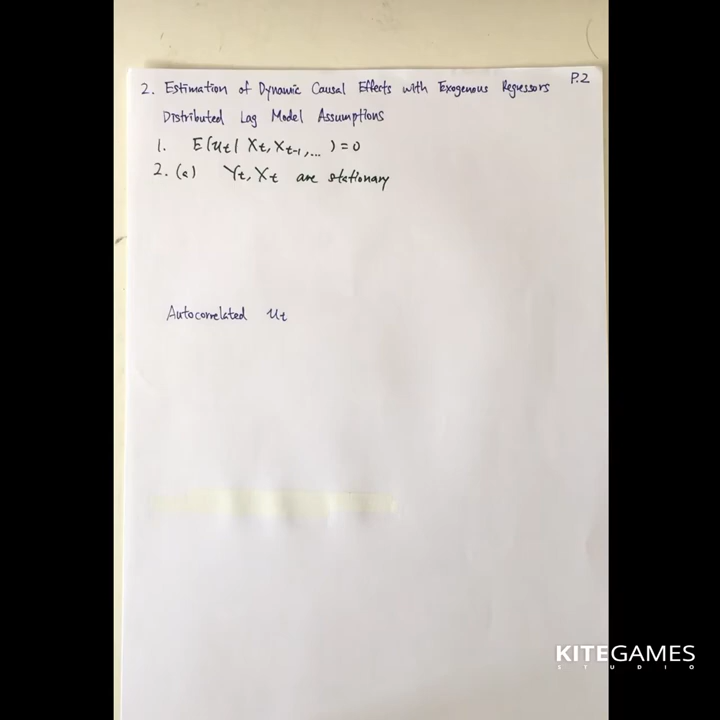 P.2
2. Estimation of Dynamic Causal Effects with Exogenous Regressors
Distributed Lag Model Assumptions
1. E(ut | Xt, Xt-1, ... ) = 0
2. (a) Yt, Xt are stationary
Autocorrelated ut
KITEGAMES
STUDIO